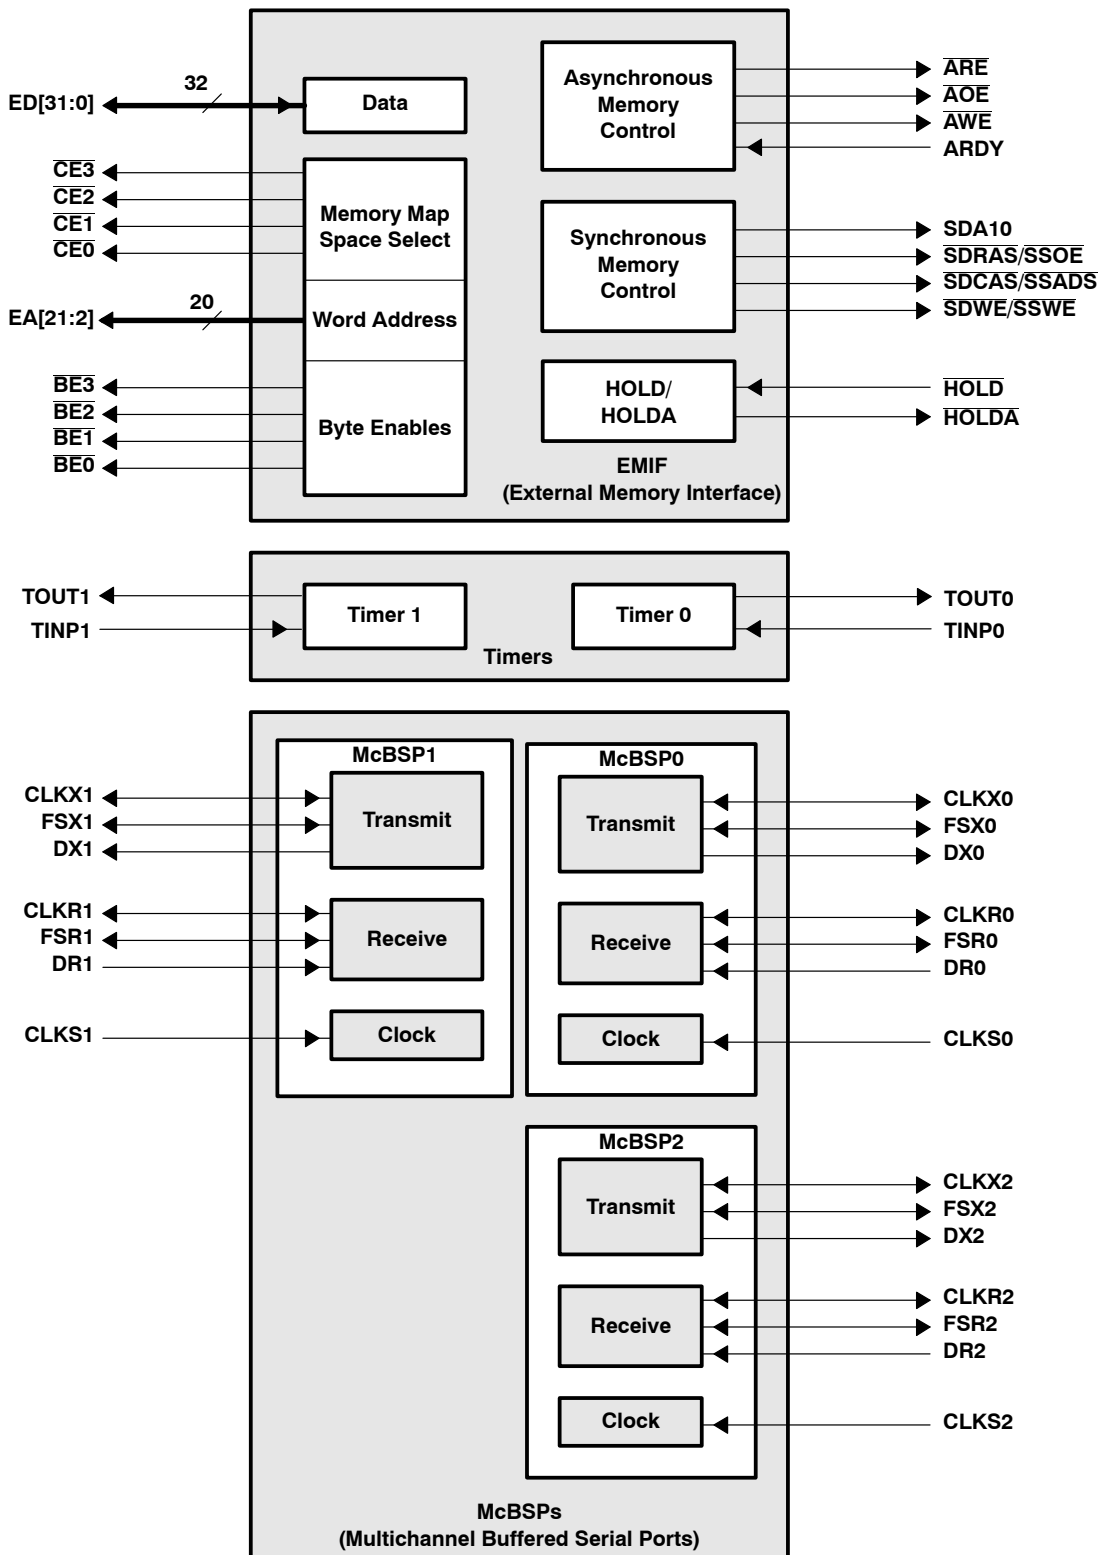 32
ED[31:0]
Data
CE3
CE2
CE1
CE0
Memory Map
Space Select
20
EA[21:2]
Word Address
BE3
BE2
BE1
BE0
Byte Enables
Asynchronous
Memory
Control
ARE
AOE
AWE
ARDY
Synchronous
Memory
Control
SDA10
SDRAS/SSOE
SDCAS/SSADS
SDWE/SSWE
HOLD/
HOLDA
HOLD
HOLDA
EMIF
(External Memory Interface)
TOUT1
TINP1
Timer 1
Timer 0
TOUT0
TINP0
Timers
McBSP1
CLKX1
FSX1
DX1
Transmit
CLKR1
FSR1
DR1
Receive
CLKS1
Clock
McBSP0
Transmit
CLKX0
FSX0
DX0
Receive
CLKR0
FSR0
DR0
Clock
CLKS0
McBSP2
Transmit
CLKX2
FSX2
DX2
Receive
CLKR2
FSR2
DR2
Clock
CLKS2
McBSPs
(Multichannel Buffered Serial Ports)